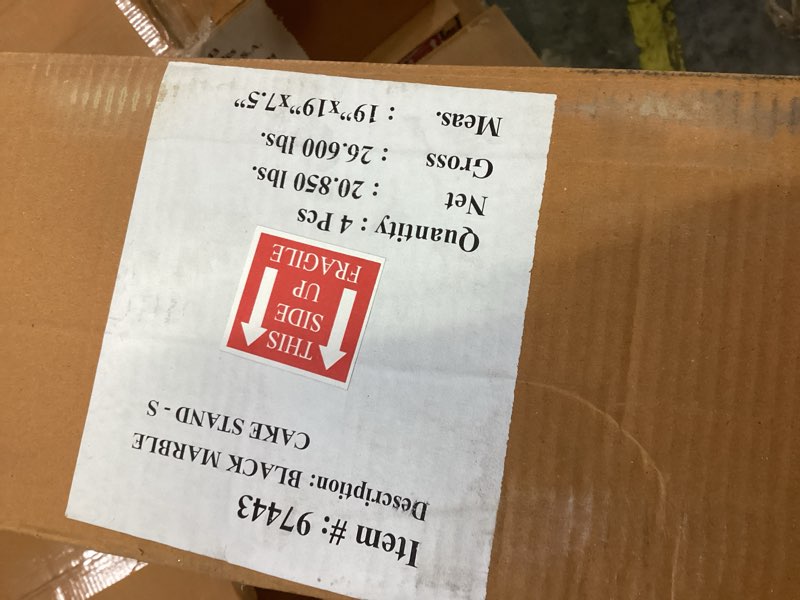 Item #: 97443
Description: BLACK MARBLE
CAKE STAND - S
THIS
SIDE
UP
FRAGILE
Quantity : 4 Pcs
Net : 20.850 lbs.
Gross : 26.600 lbs.
Meas. : 19”x19”x7.5”